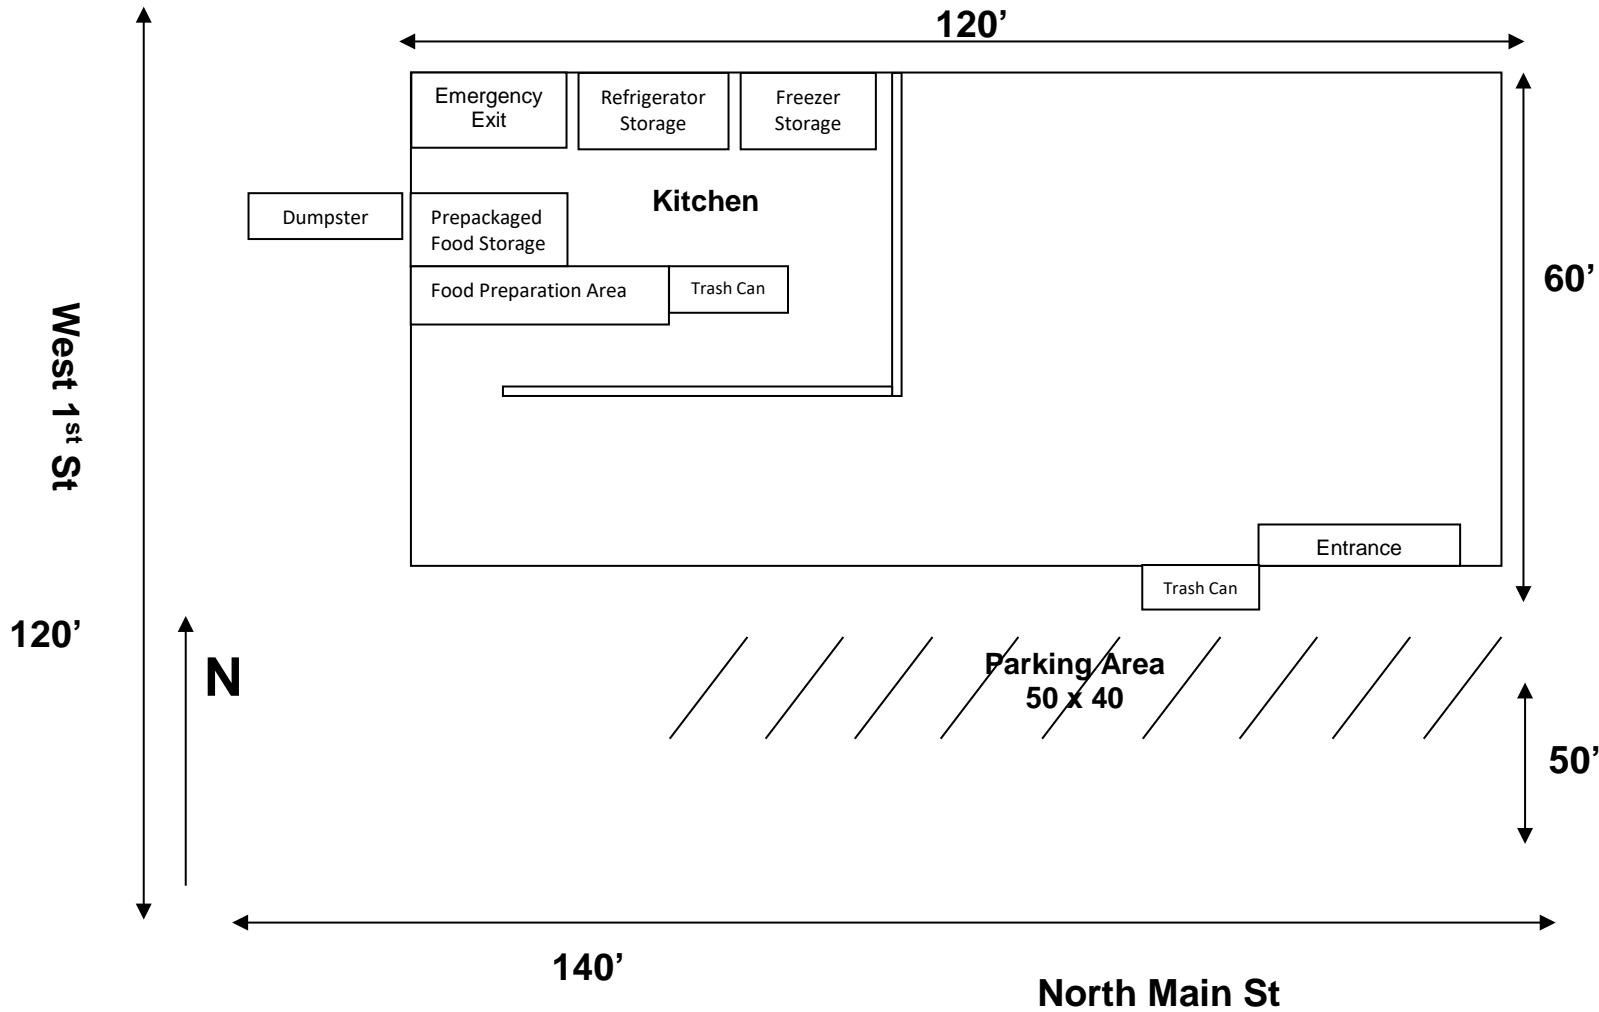 120’
Emergency
Exit
Refrigerator
Storage
Freezer
Storage
Kitchen
Dumpster
Prepackaged
Food Storage
60’
Food Preparation Area
Trash Can
West 1st St
Entrance
Trash Can
120’
N
Parking Area
50 x 40
50’
140’
North Main St